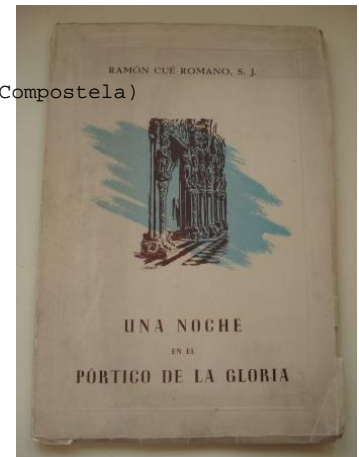 RAMÓN CUÉ ROMANO, S. J.
Compostela)
UNA NOCHE
EN EL
PÓRTICO DE LA GLORIA